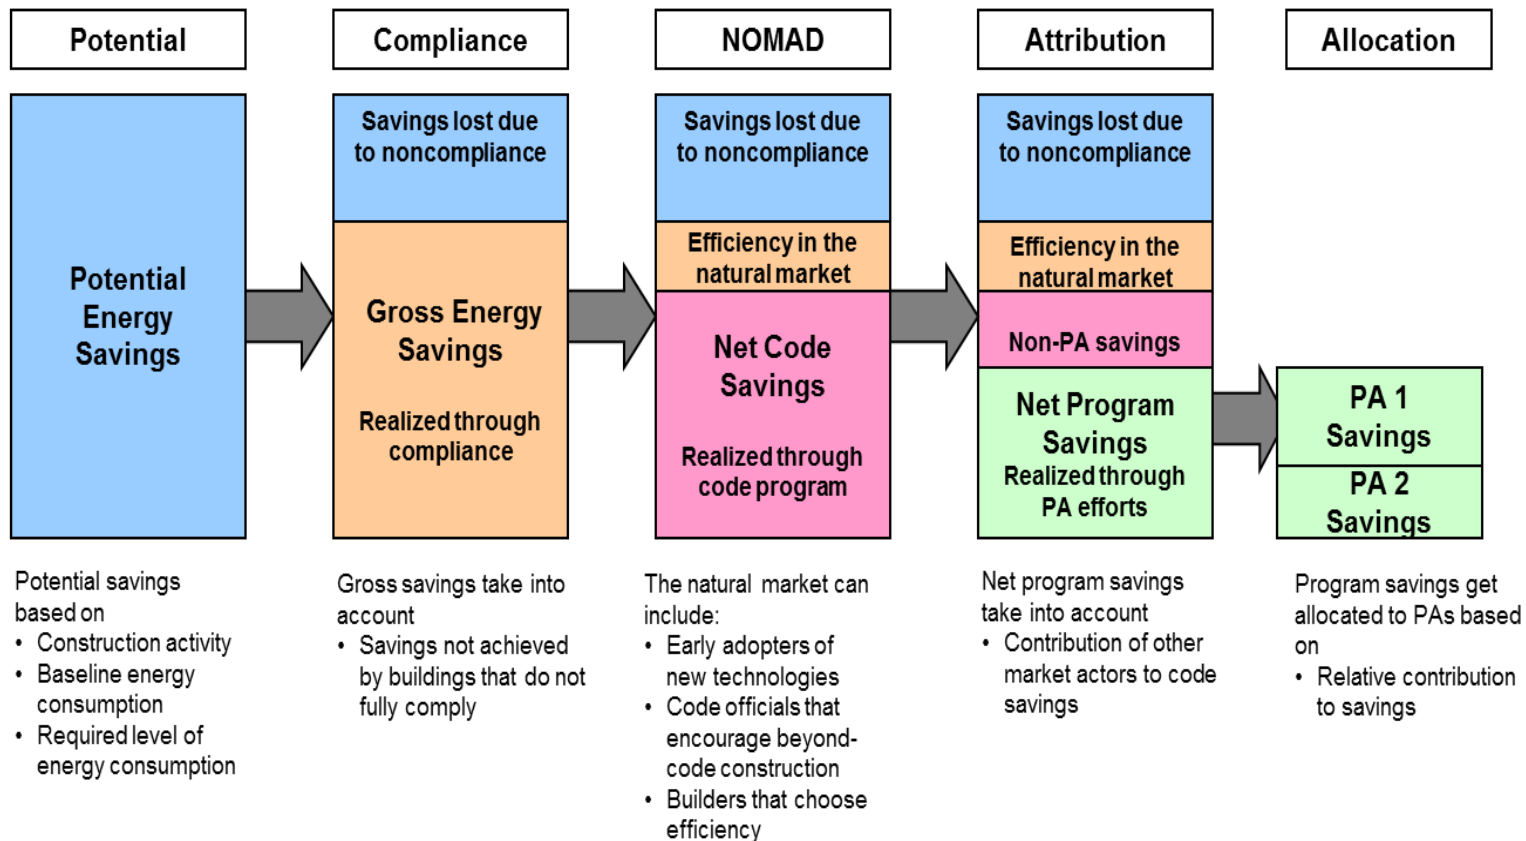 Potential
Compliance
NOMAD
Attribution
Allocation
Potential
Energy
Savings
Savings lost due
to noncompliance
Gross Energy
Savings
Realized through
compliance
Savings lost due
to noncompliance
Efficiency in the
natural market
Net Code
Savings
Realized through
code program
Savings lost due
to noncompliance
Efficiency in the
natural market
Non-PA savings
Net Program
Savings
Realized through
PA efforts
PA 1
Savings
PA 2
Savings
Potential savings
based on
• Construction activity
• Baseline energy
consumption
• Required level of
energy consumption
Gross savings take into
account
• Savings not achieved
by buildings that do not
fully comply
The natural market can
include:
• Early adopters of
new technologies
• Code officials that
encourage beyond-
code construction
• Builders that choose
efficiency
Net program savings
take into account
• Contribution of other
market actors to code
savings
Program savings get
allocated to PAs based
on
• Relative contribution
to savings